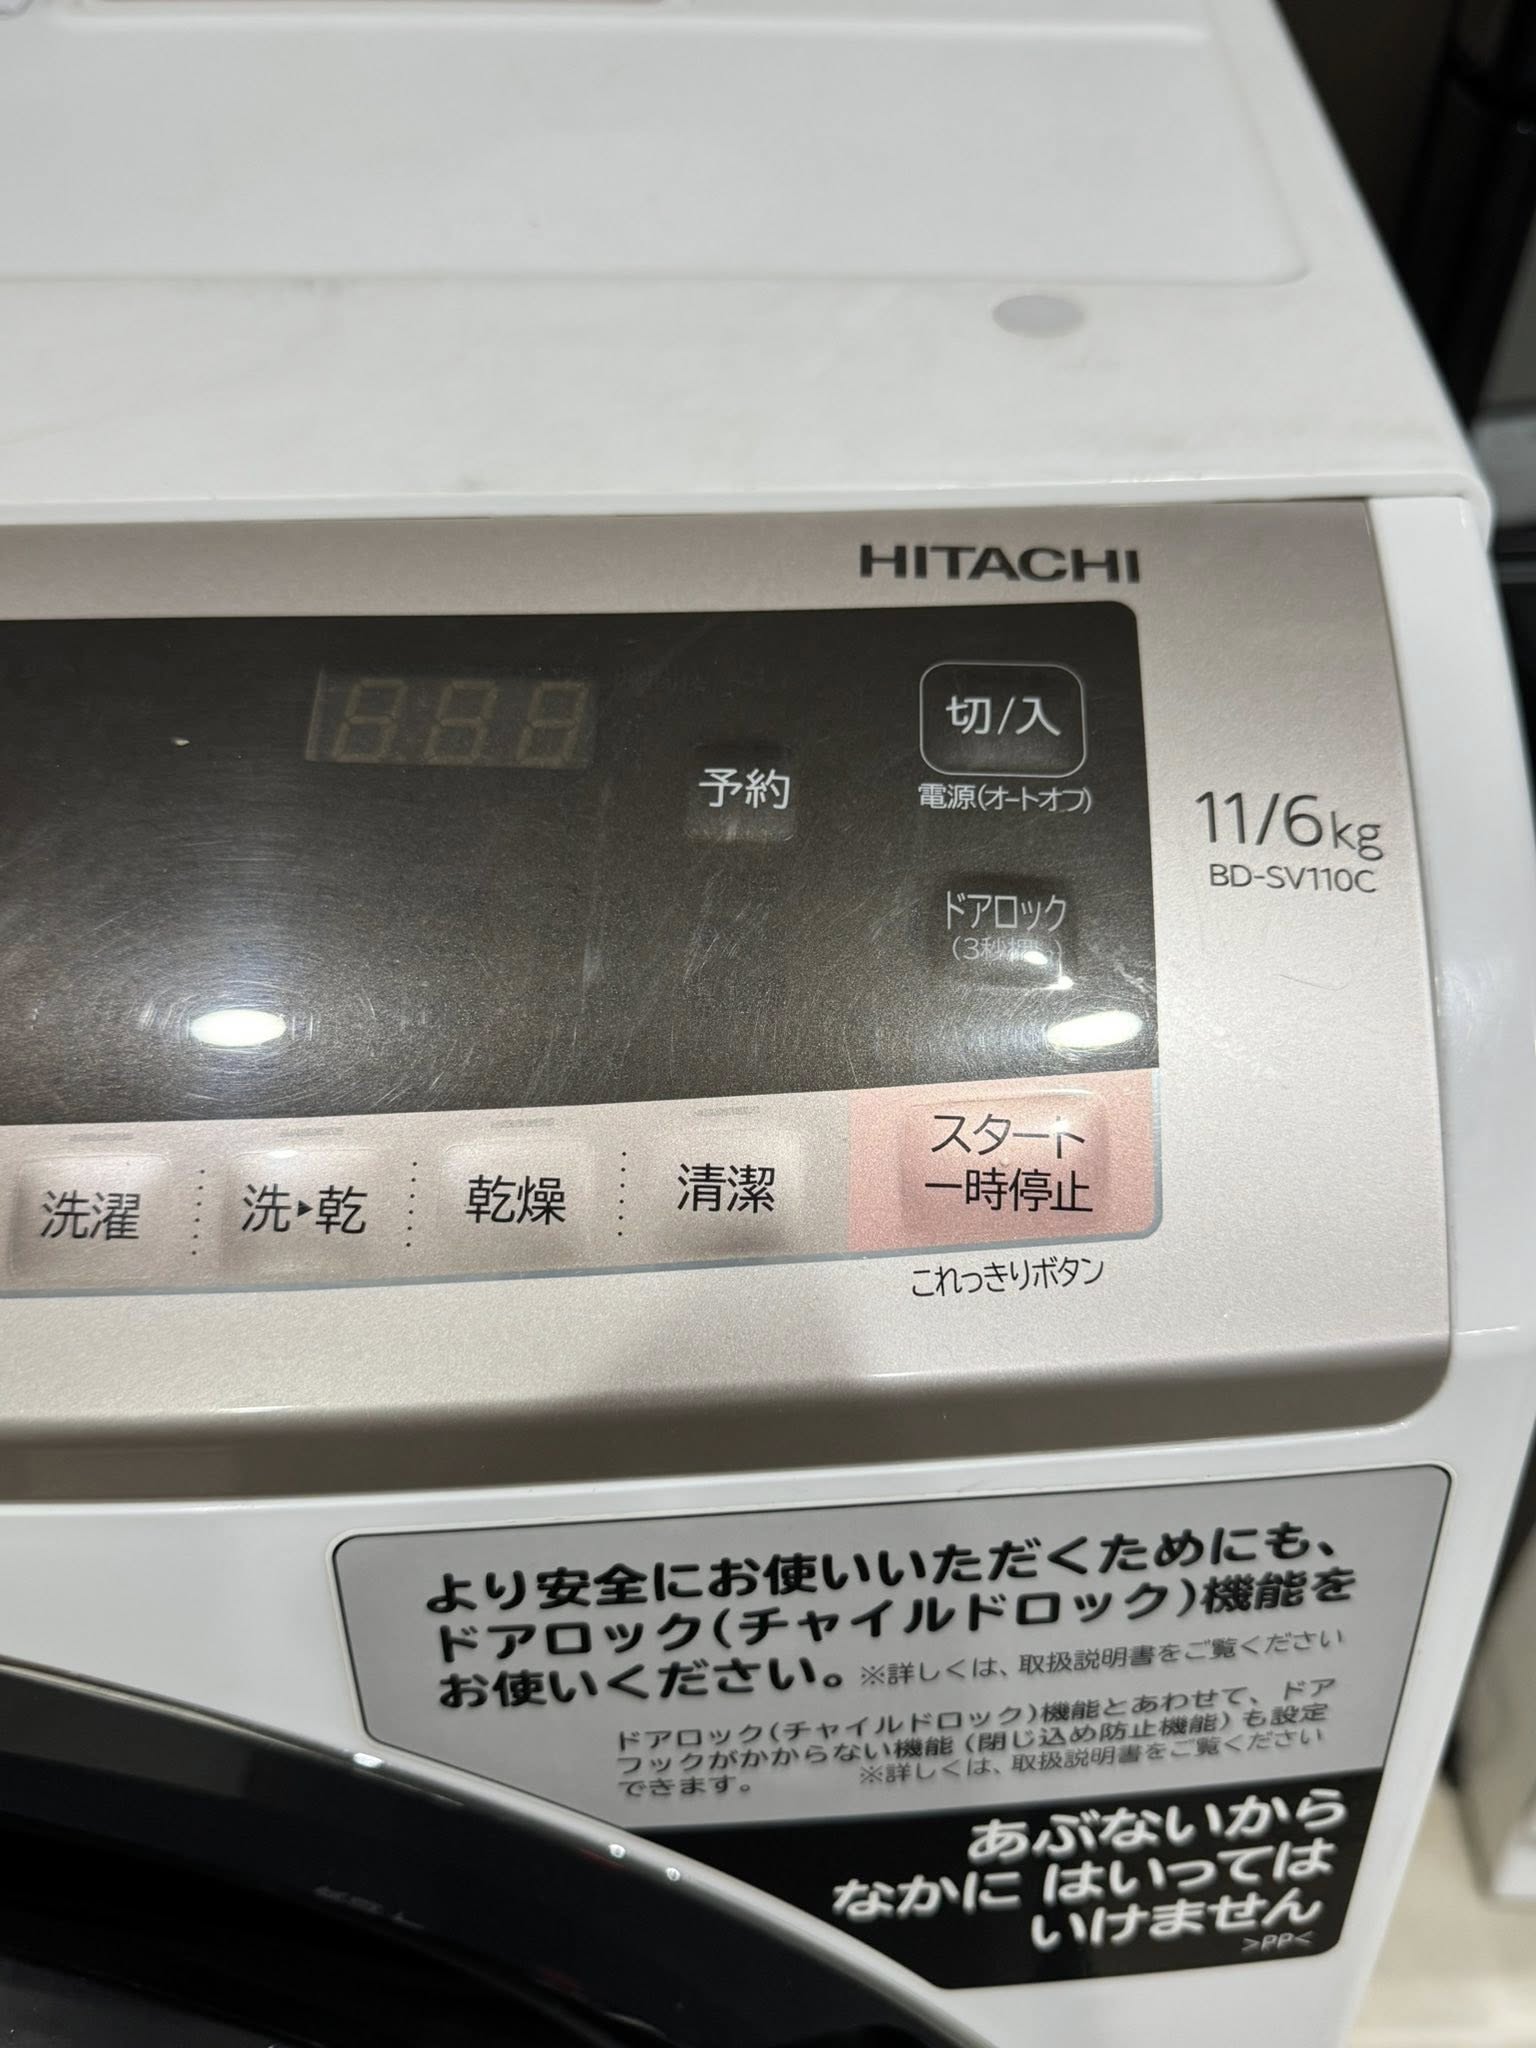 HITACHI
切/入
電源(オートオフ)
予約
11/6kg
BD-SV110C
ドアロック
(3秒押し)
洗濯
洗▶乾
乾燥
清潔
スタート
一時停止
これっきりボタン
より安全にお使いいただくためにも、
ドアロック(チャイルドロック)機能を
お使いください。※詳しくは、取扱説明書をご覧ください
ドアロック(チャイルドロック)機能とあわせて、ドア
フックがかからない機能(閉じ込め防止機能)も設定
できます。 ※詳しくは、取扱説明書をご覧ください
あぶないから
なかに はいっては
いけません
>PP<